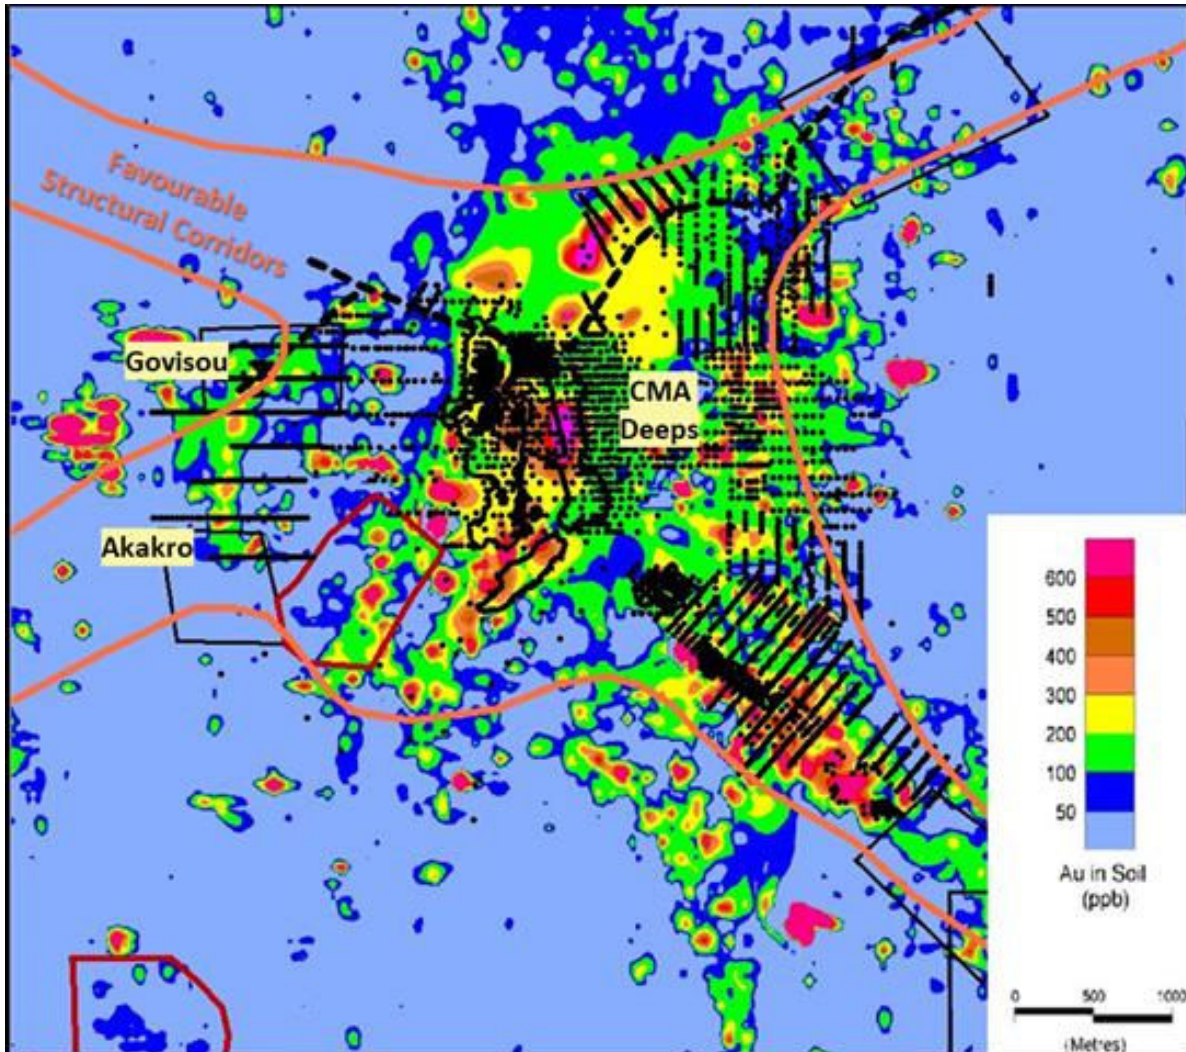 Favourable
Structural Corridors
Govisou
CMA
Deeps
Akakro
600
500
400
300
200
100
50
Au in Soil
(ppb)
0 500 1000
(Metres)